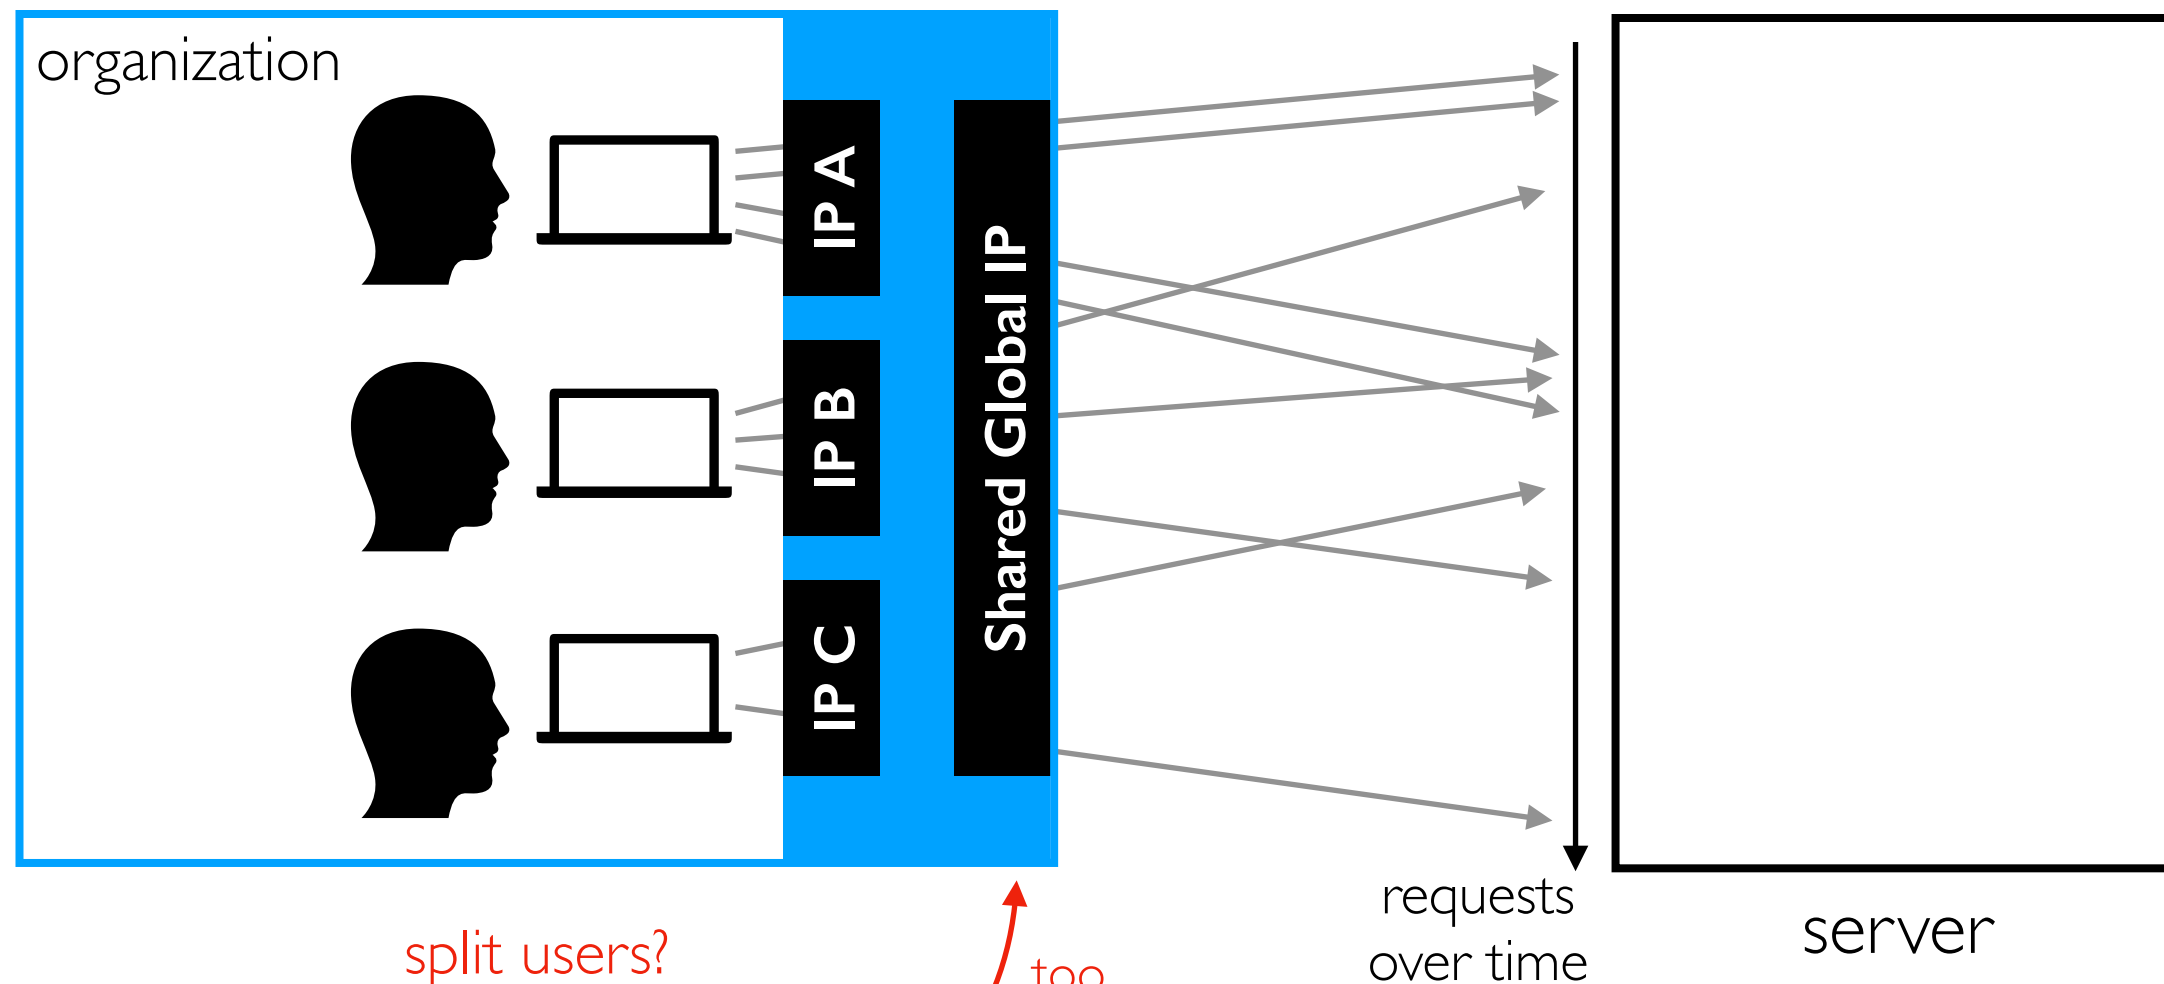 organization
IP A
IP B
IP C
Shared Global IP
requests
over time
server
split users?
too